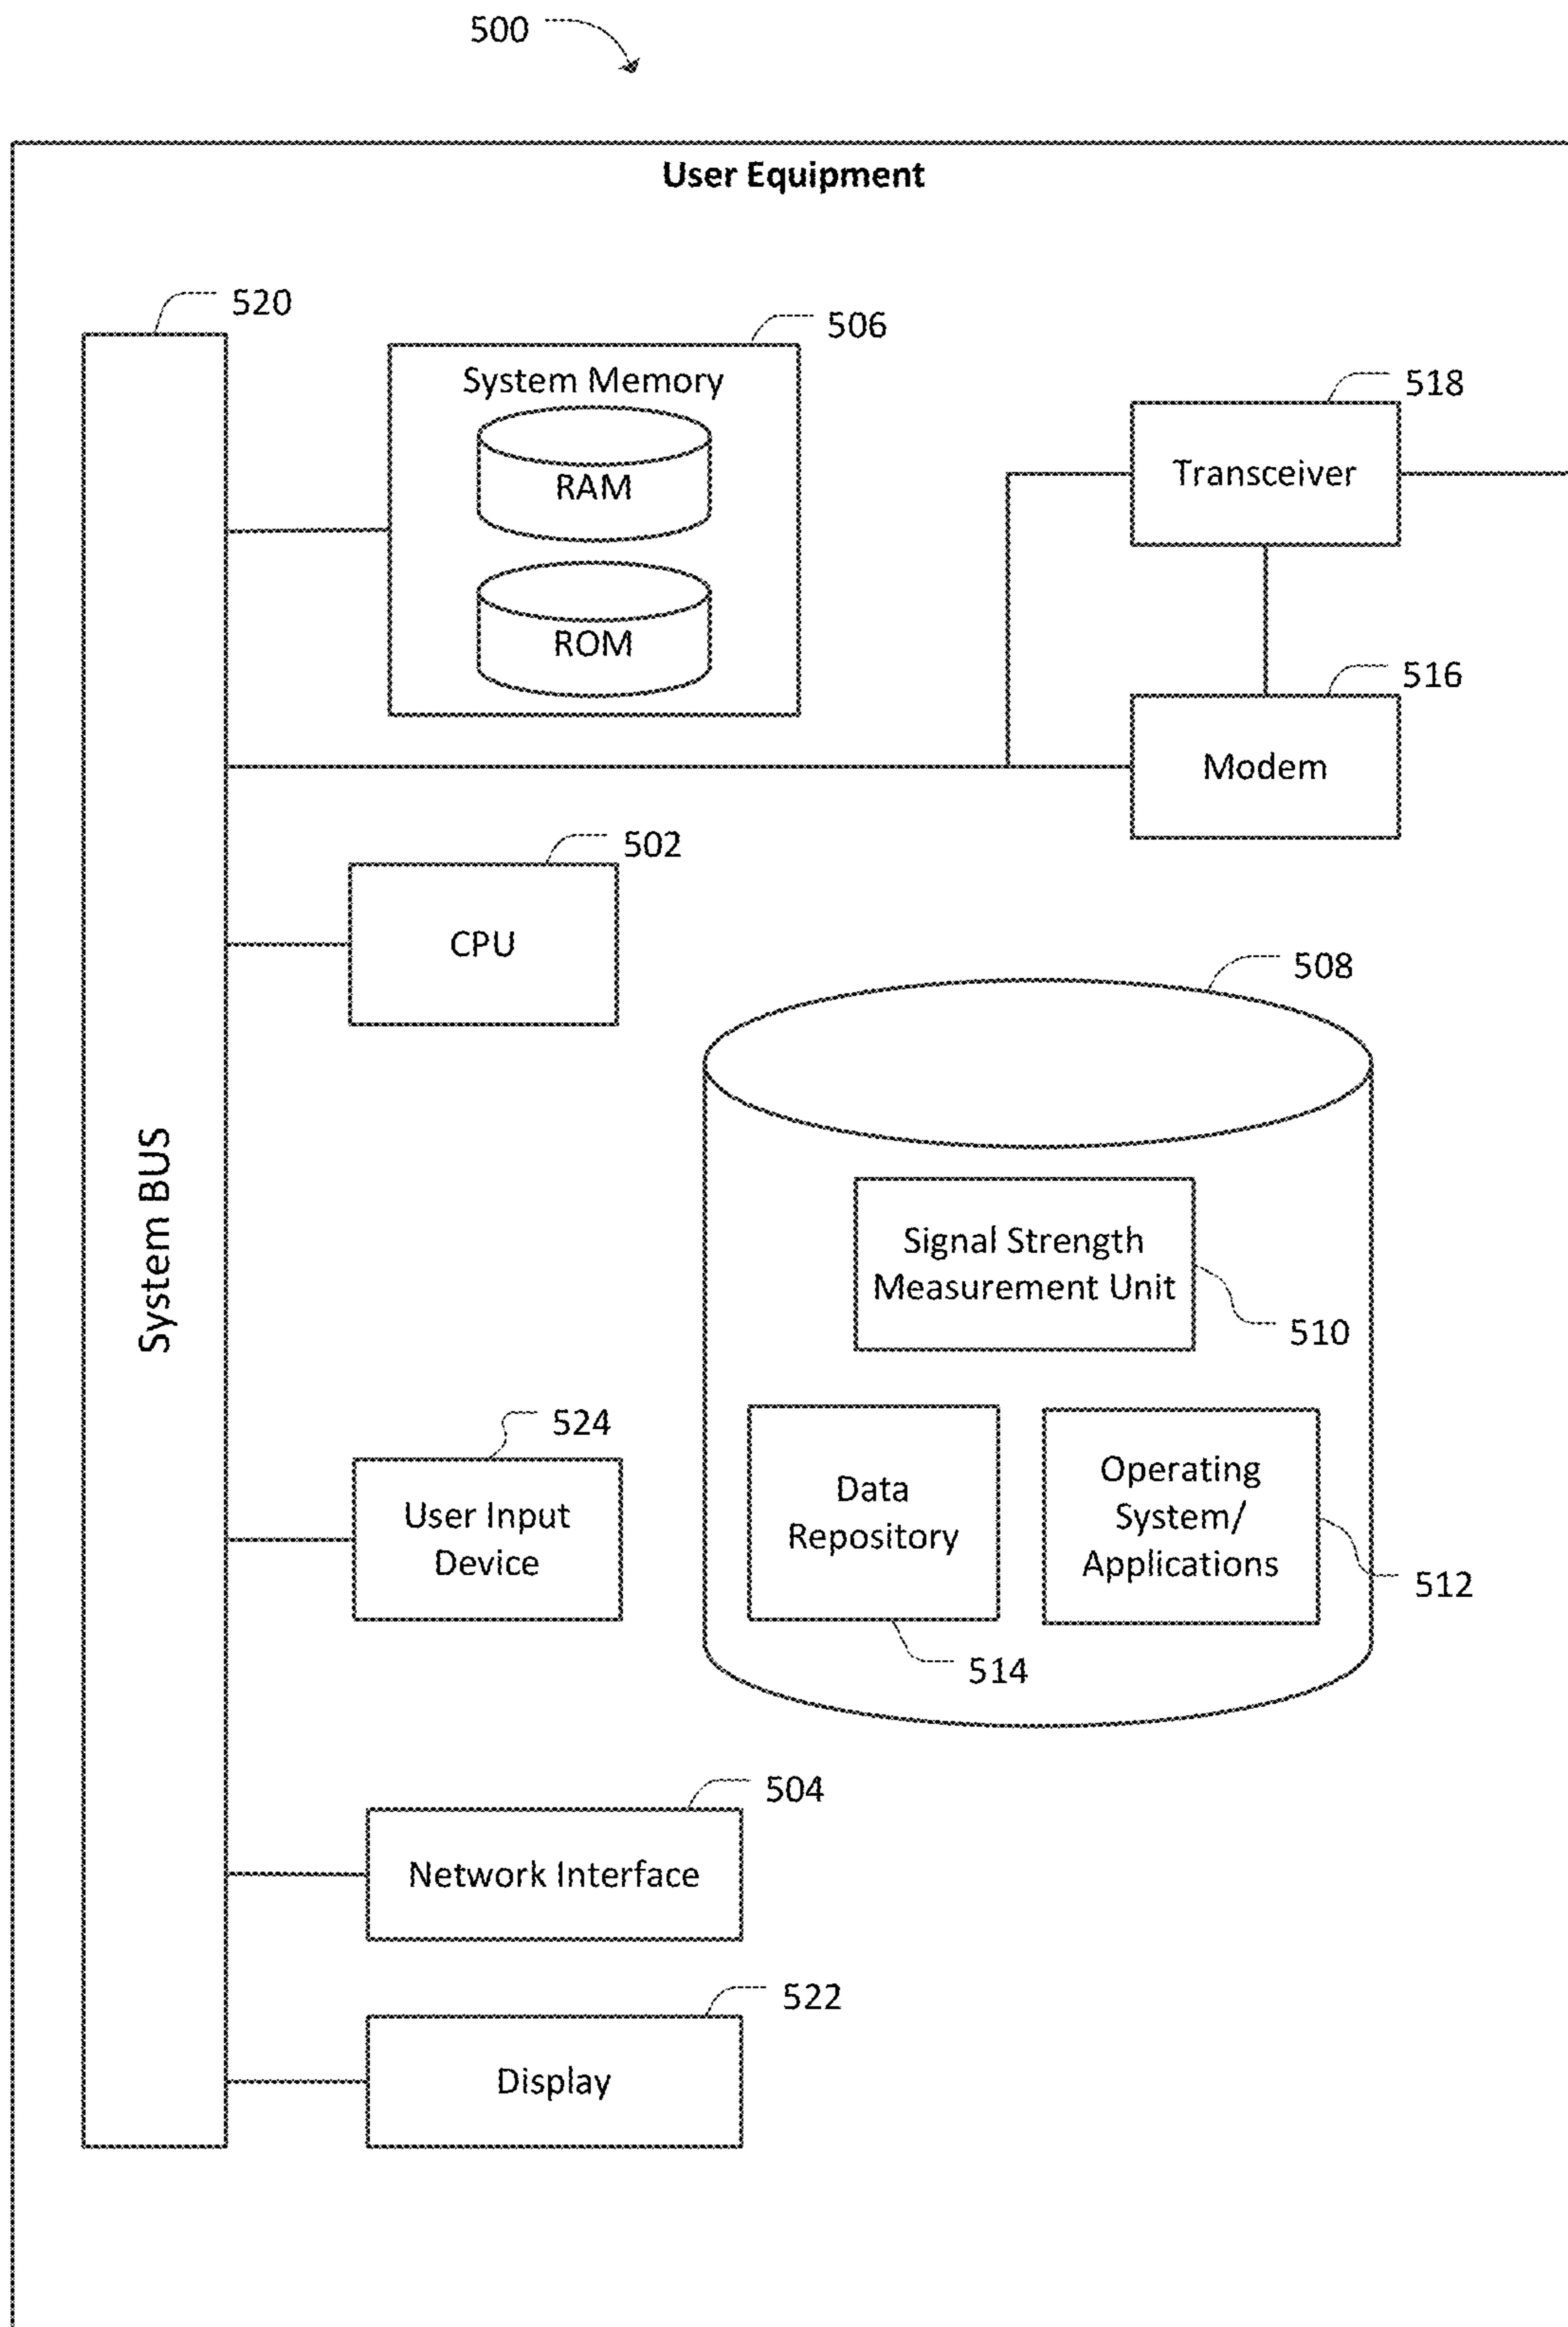 500
User Equipment
520
506
System Memory
RAM
ROM
518
Transceiver
516
Modem
502
CPU
508
System BUS
Signal Strength
Measurement Unit
510
524
User Input
Device
Data
Repository
Operating
System/
Applications
512
514
504
Network Interface
522
Display